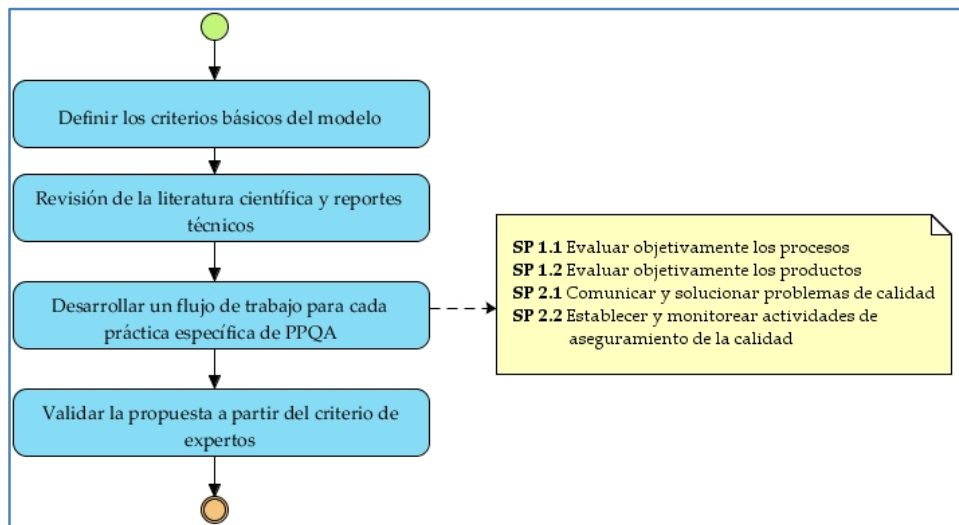 Definir los criterios básicos del modelo
Revisión de la literatura científica y reportes
técnicos
Desarrollar un flujo de trabajo para cada
práctica específica de PPQA
SP 1.1 Evaluar objetivamente los procesos
SP 1.2 Evaluar objetivamente los productos
SP 2.1 Comunicar y solucionar problemas de calidad
SP 2.2 Establecer y monitorear actividades de
aseguramiento de la calidad
Validar la propuesta a partir del criterio de
expertos